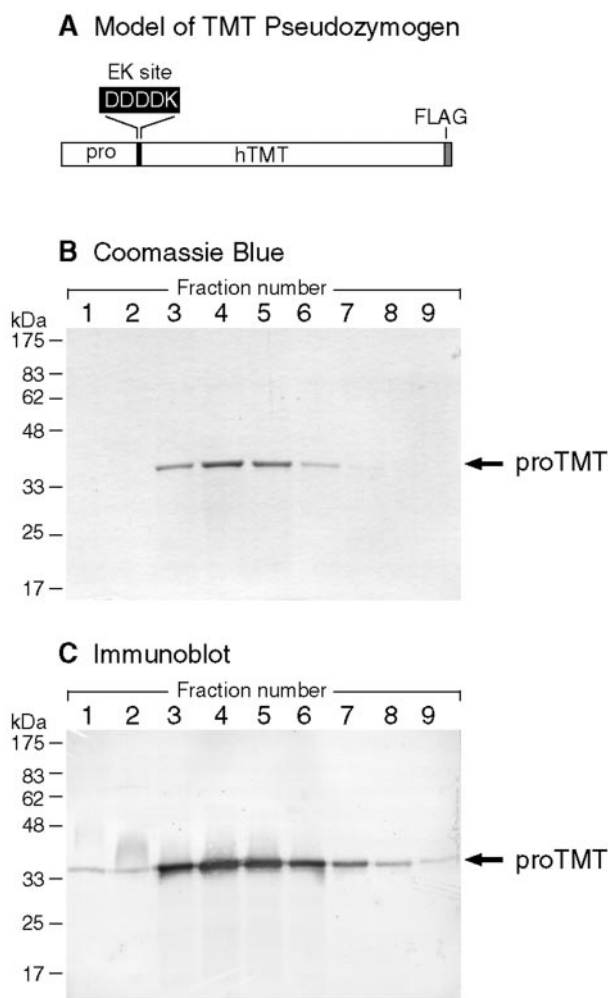 A Model of TMT Pseudozymogen
EK site
DDDDK
FLAG
pro
hTMT
B Coomassie Blue
Fraction number
kDa
1 2 3 4 5 6 7 8 9
175
83
62
48
33
25
17
proTMT
C Immunoblot
Fraction number
kDa
1 2 3 4 5 6 7 8 9
175
83
62
48
33
25
17
proTMT